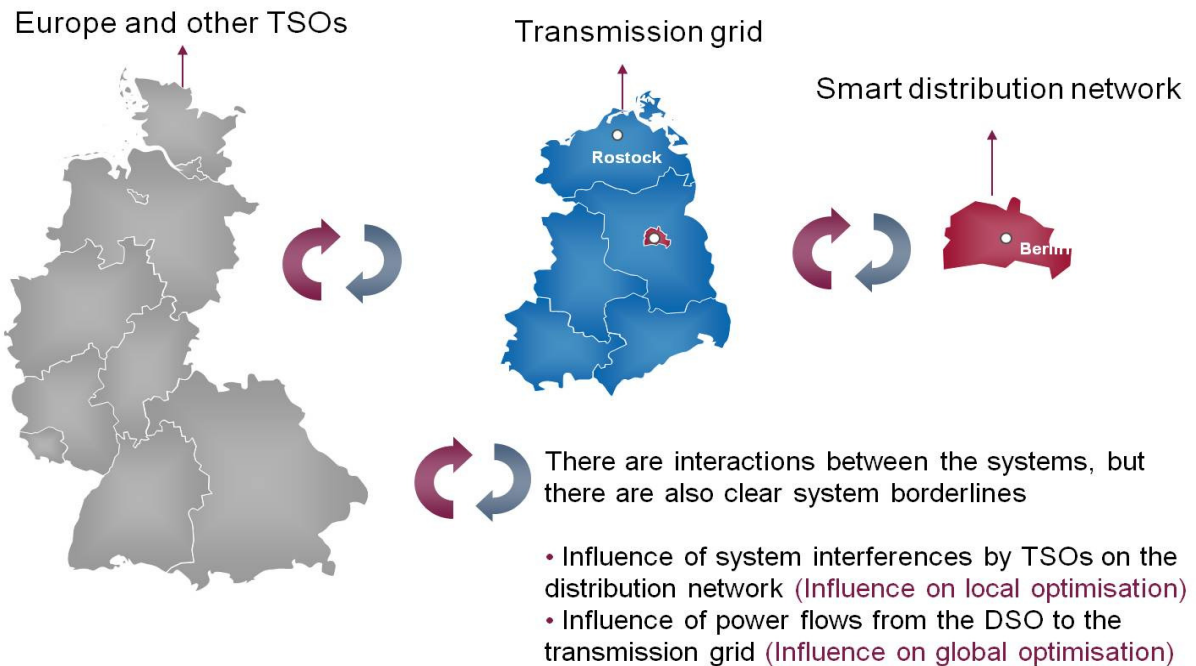 Europe and other TSOs
Transmission grid
Smart distribution network
Rostock
Berlin
There are interactions between the systems, but
there are also clear system borderlines
• Influence of system interferences by TSOs on the
distribution network (Influence on local optimisation)
• Influence of power flows from the DSO to the
transmission grid (Influence on global optimisation)